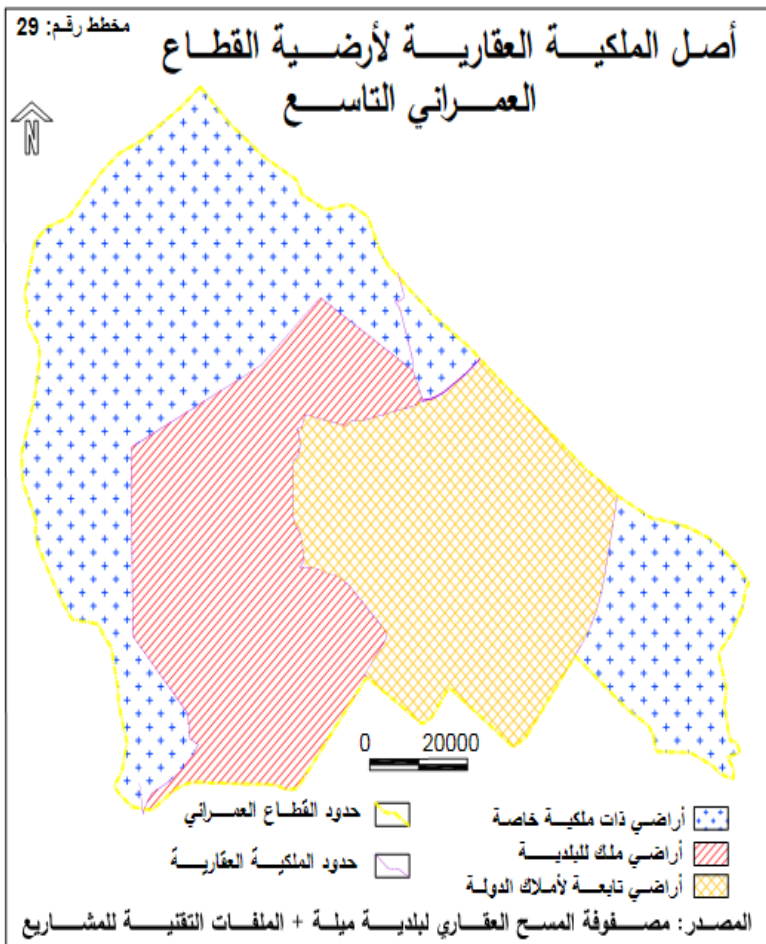 مخطط رقم: 29
أصل الملكية العقارية لأرضية القطاع
العمراني التاسع
N
0 20000
أراضي ذات ملكية خاصة
أراضي ملك للبلدية
أراضي تابعة لأملاك الدولة
حدود القطاع العمراني
حدود الملكية العقارية
المصدر: مصفوفة المسح العقاري لبلدية ميلة + الملفات التقتية للمشاريع